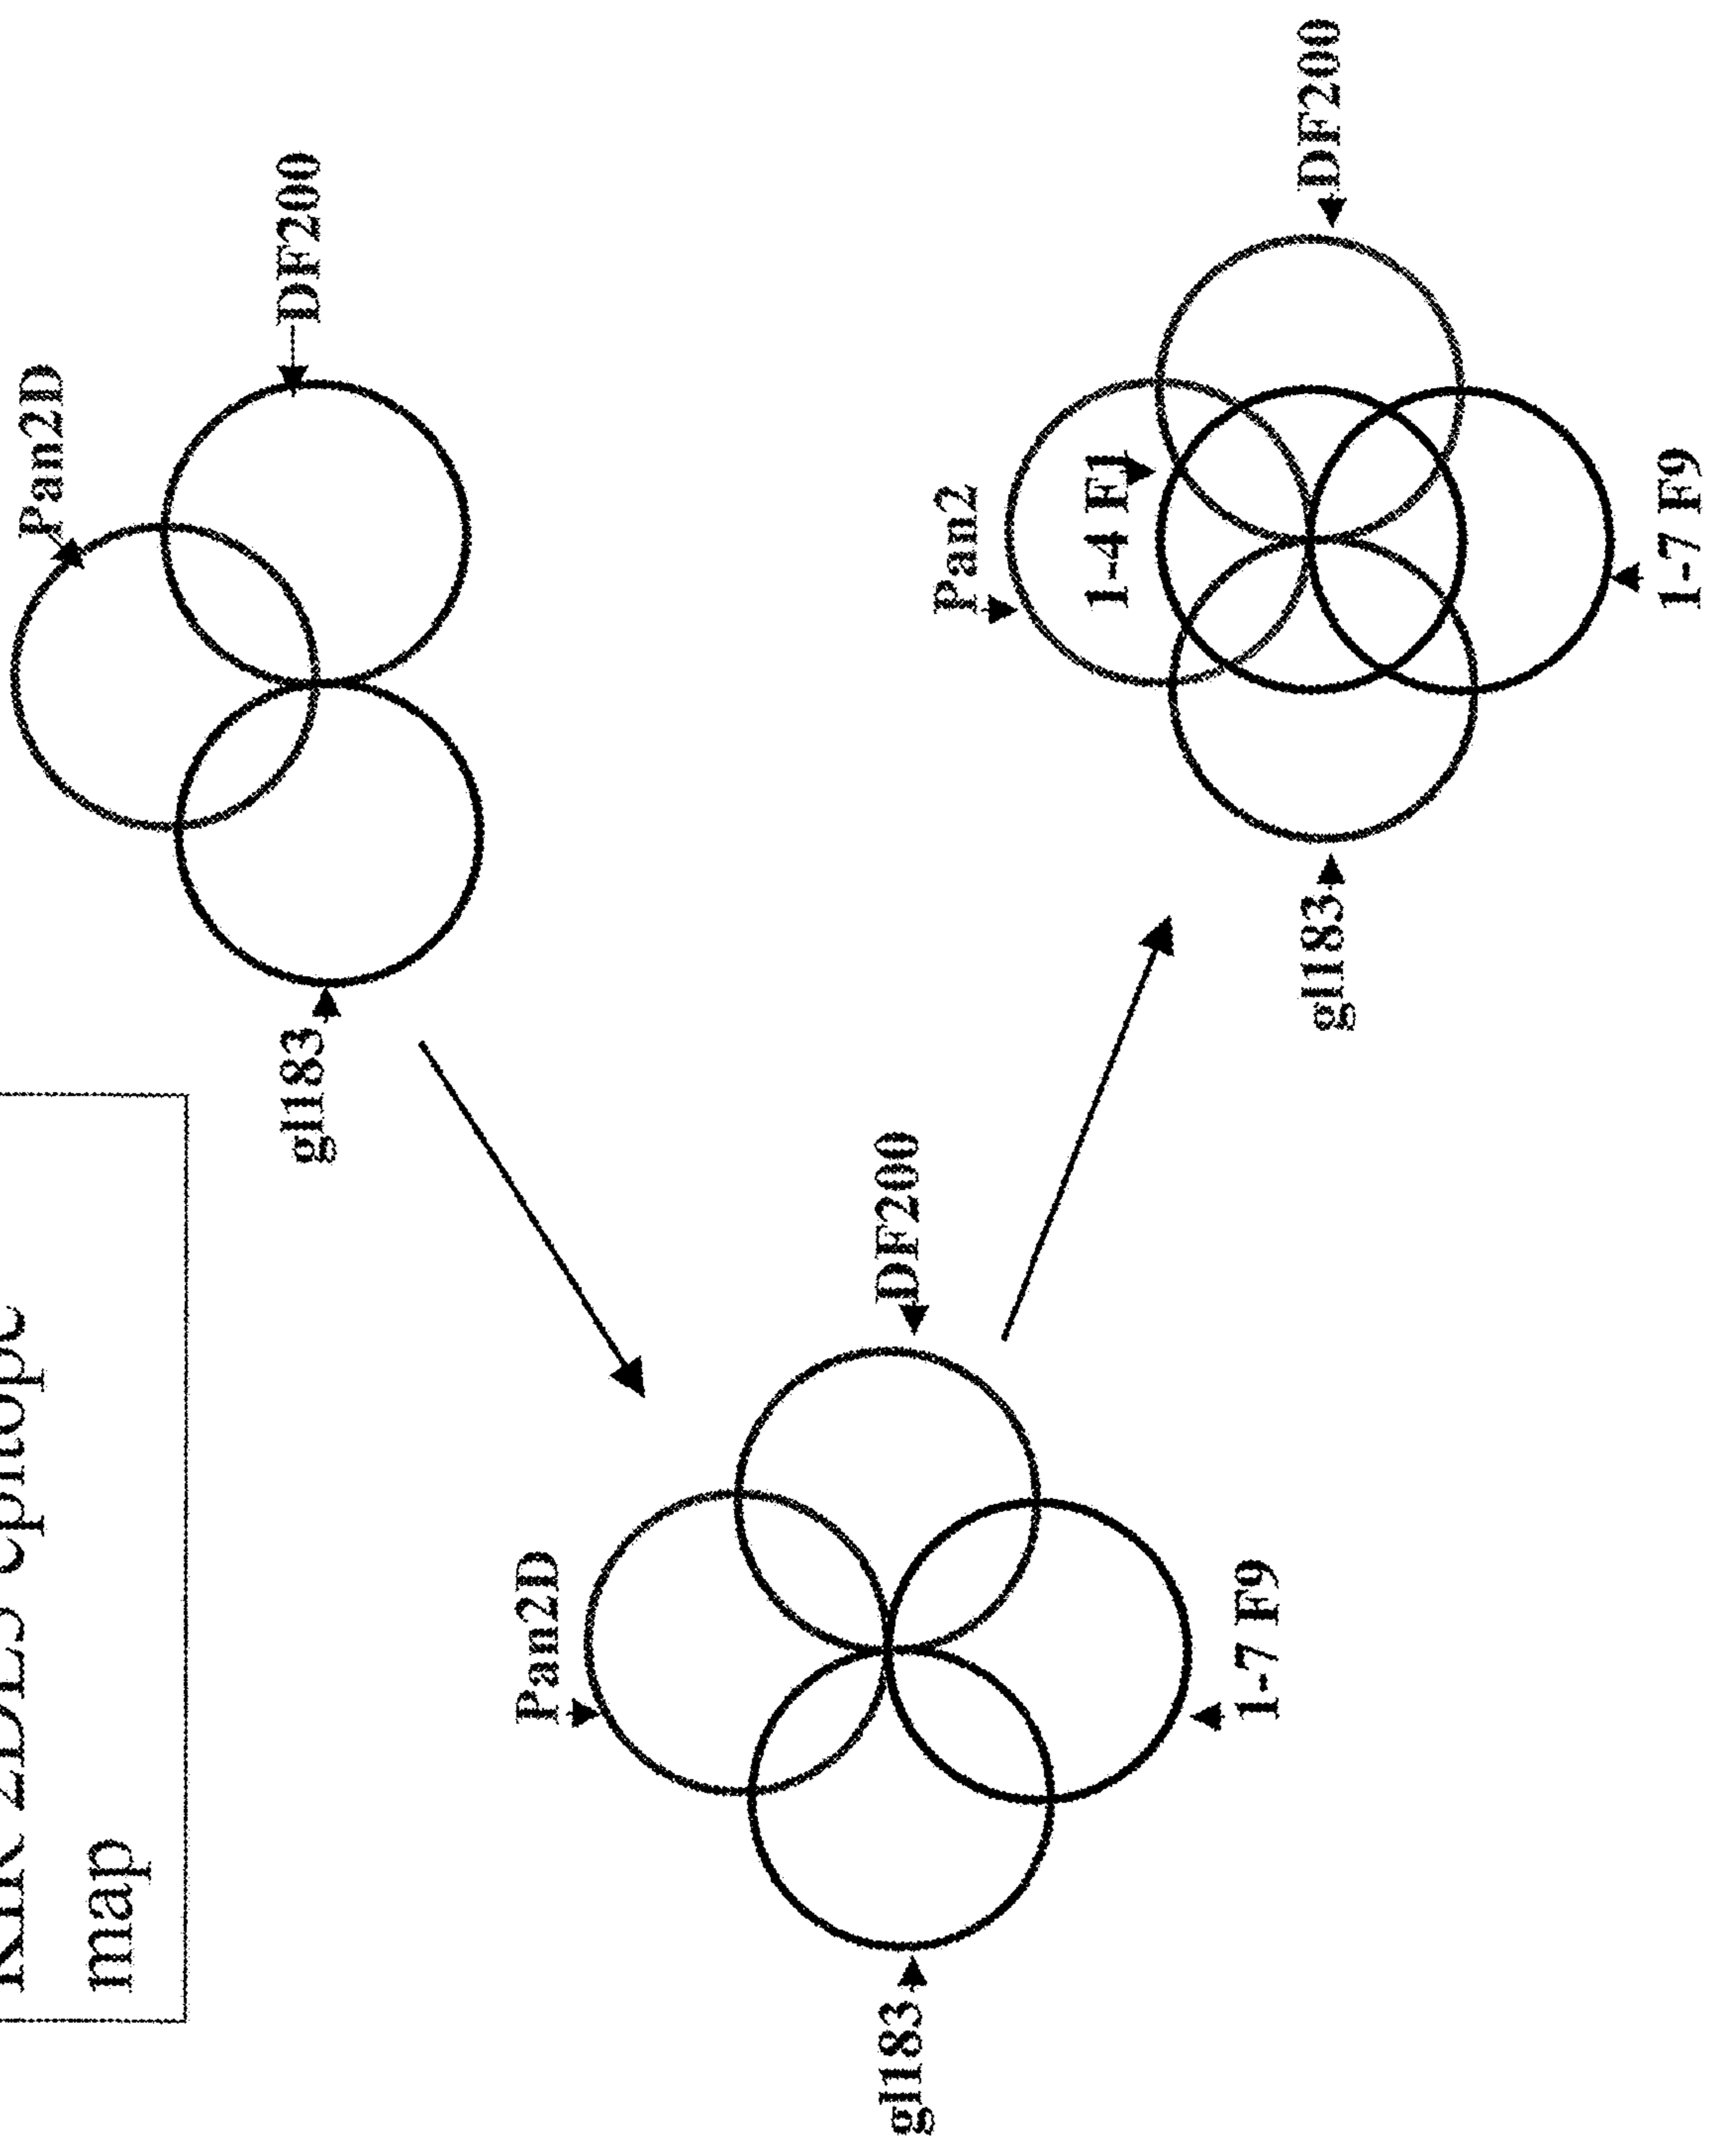 KIR 2DL3 epitope
map
Pan2D
gl183
DF200
Pan2D
gl183
DF200
1-7 F9
Pan2
1-4 F1
gl183
DF200
1-7 F9